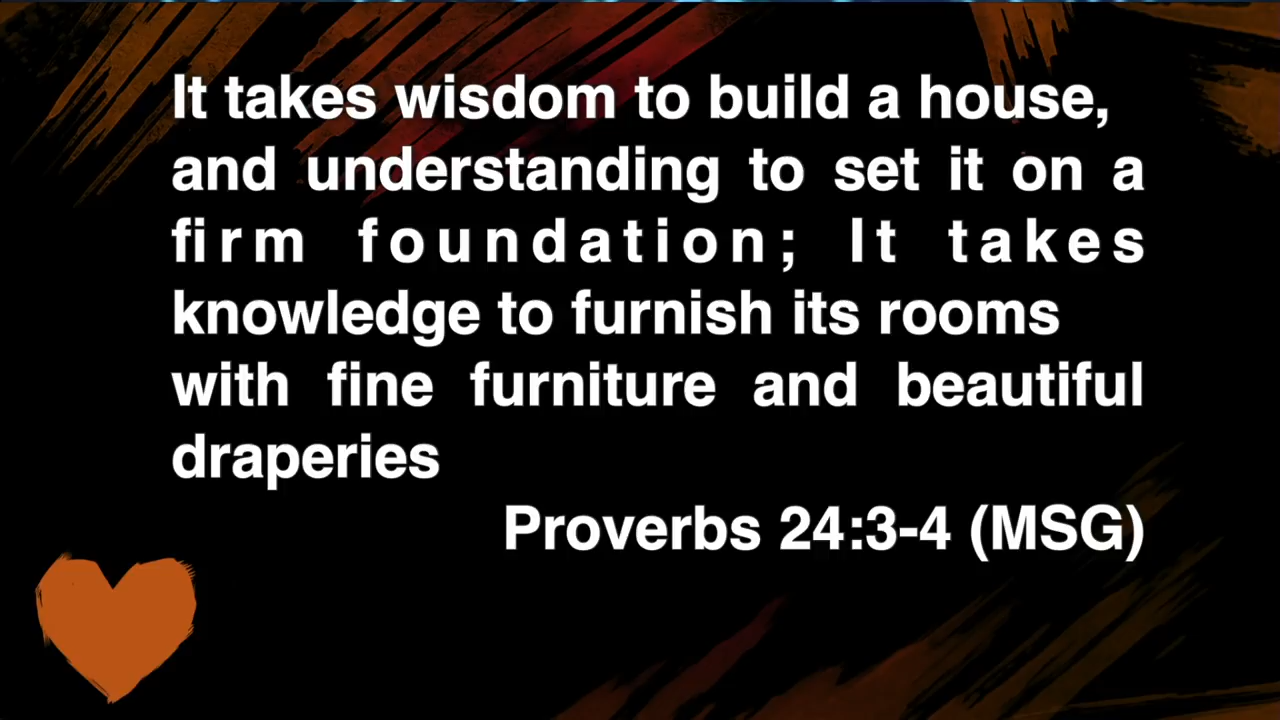 It takes wisdom to build a house,
and understanding to set it on a
firm foundation; It takes
knowledge to furnish its rooms
with fine furniture and beautiful
draperies
Proverbs 24:3-4 (MSG)